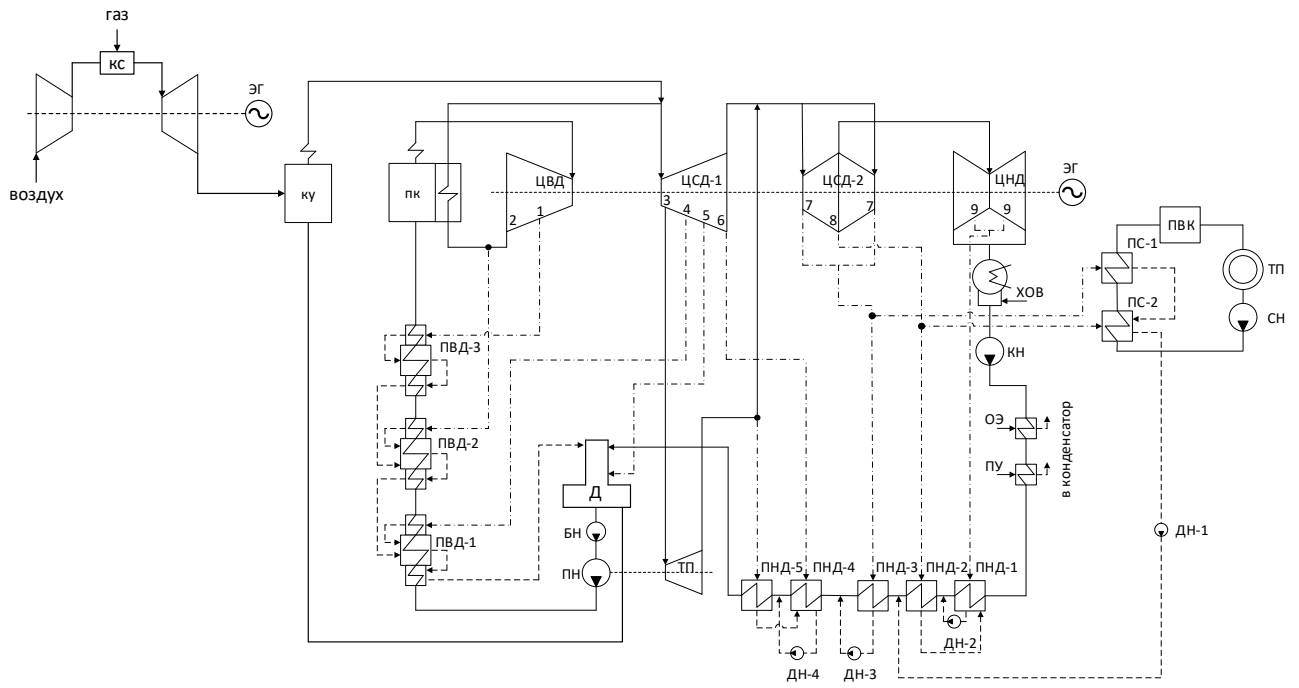 газ
кс
ЭГ
воздух
ку
пк
ЦВД
2
1
ЦСД-1
3
4
5
6
ЦСД-2
7
8
7
ЦНД
9
9
ЭГ
ПВК
ПС-1
ПС-2
ТП
СН
ХОВ
КН
ОЭ
ПУ
в конденсатор
ПВД-3
ПВД-2
ПВД-1
Д
БН
ПН
ТП
ПНД-5
ПНД-4
ПНД-3
ПНД-2
ПНД-1
ДН-1
ДН-2
ДН-4
ДН-3